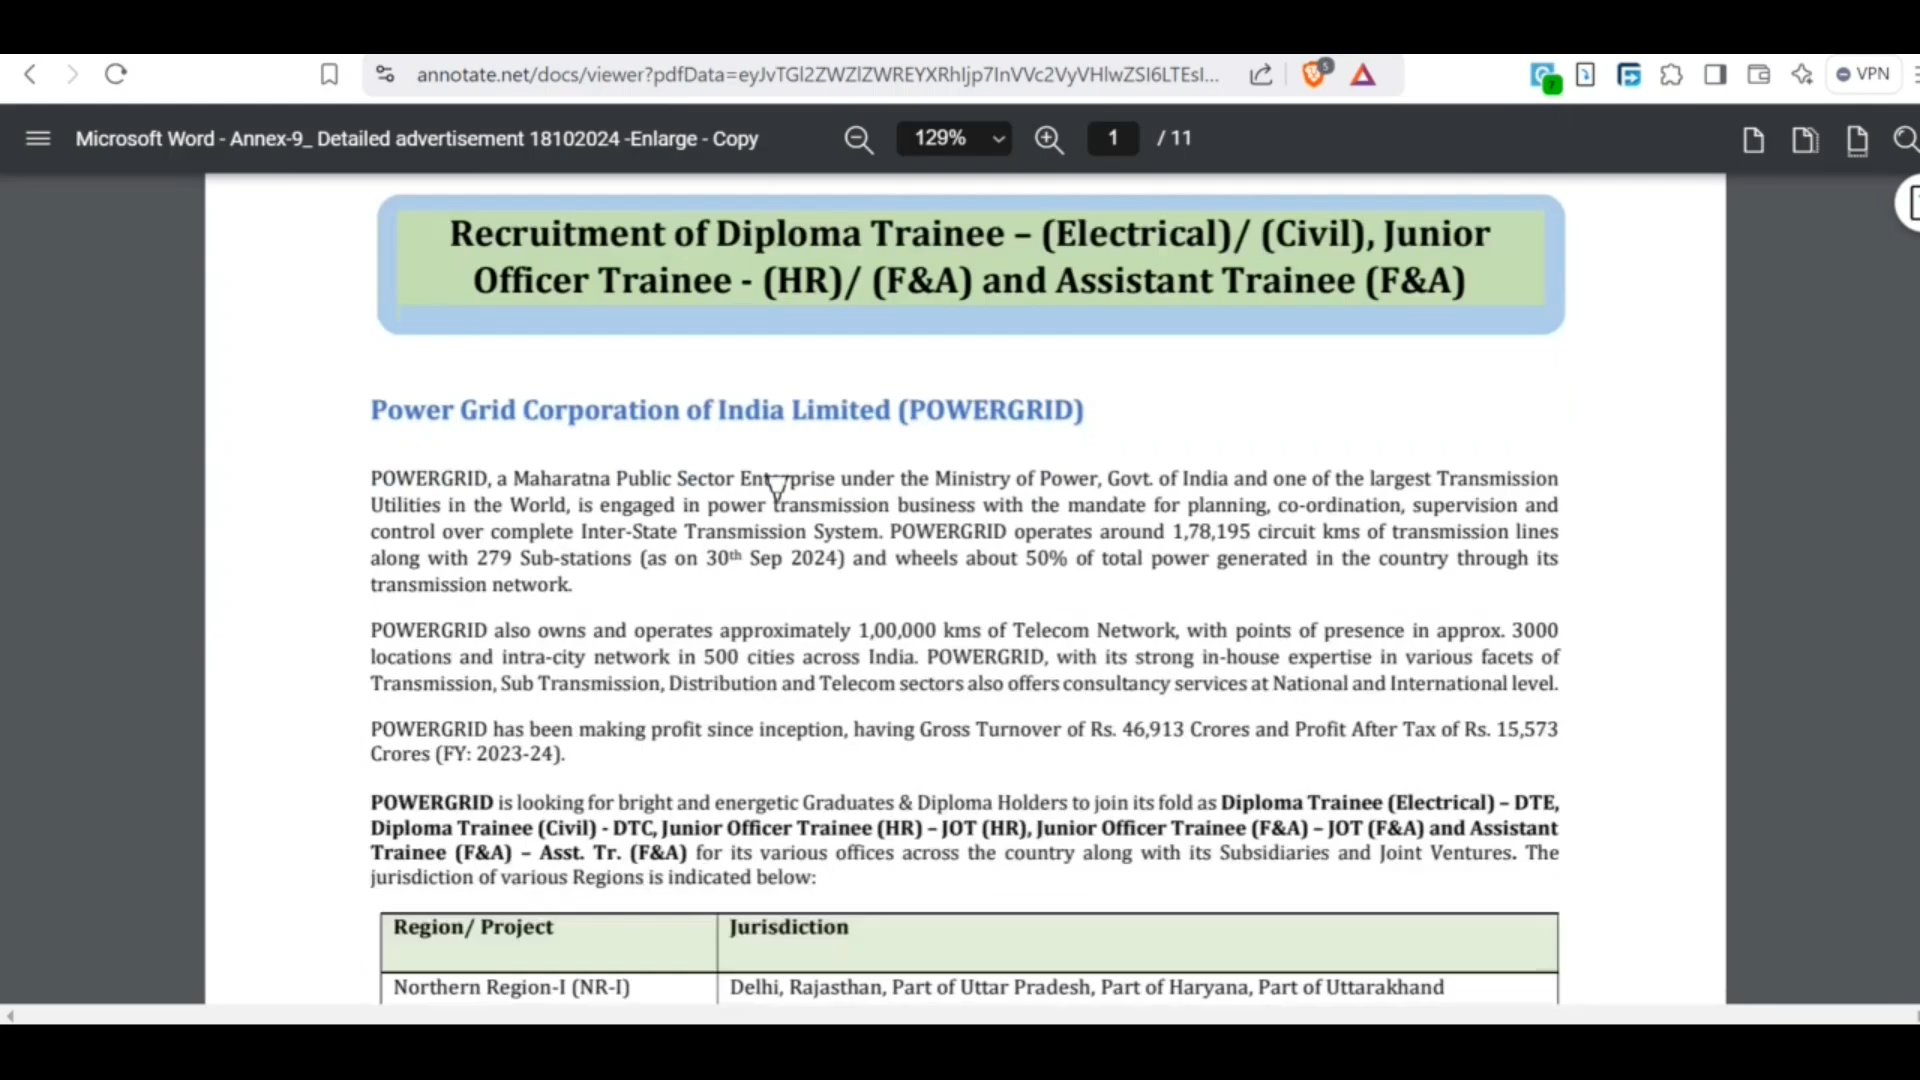 annotate.net/docs/viewer?pdfData=eyJvTGl2ZWZlZWREYXRhIjp7InVVc2VyVHlwZSI6LTEsI...
5
7
VPN
Microsoft Word - Annex-9_ Detailed advertisement 18102024 -Enlarge - Copy
129%
1 / 11
Recruitment of Diploma Trainee – (Electrical)/ (Civil), Junior
Officer Trainee - (HR)/ (F&A) and Assistant Trainee (F&A)
Power Grid Corporation of India Limited (POWERGRID)
POWERGRID, a Maharatna Public Sector Enterprise under the Ministry of Power, Govt. of India and one of the largest Transmission
Utilities in the World, is engaged in power transmission business with the mandate for planning, co-ordination, supervision and
control over complete Inter-State Transmission System. POWERGRID operates around 1,78,195 circuit kms of transmission lines
along with 279 Sub-stations (as on 30th Sep 2024) and wheels about 50% of total power generated in the country through its
transmission network.
POWERGRID also owns and operates approximately 1,00,000 kms of Telecom Network, with points of presence in approx. 3000
locations and intra-city network in 500 cities across India. POWERGRID, with its strong in-house expertise in various facets of
Transmission, Sub Transmission, Distribution and Telecom sectors also offers consultancy services at National and International level.
POWERGRID has been making profit since inception, having Gross Turnover of Rs. 46,913 Crores and Profit After Tax of Rs. 15,573
Crores (FY: 2023-24).
POWERGRID is looking for bright and energetic Graduates & Diploma Holders to join its fold as Diploma Trainee (Electrical) – DTE,
Diploma Trainee (Civil) - DTC, Junior Officer Trainee (HR) – JOT (HR), Junior Officer Trainee (F&A) – JOT (F&A) and Assistant
Trainee (F&A) – Asst. Tr. (F&A) for its various offices across the country along with its Subsidiaries and Joint Ventures. The
jurisdiction of various Regions is indicated below:
Region/ Project Jurisdiction
Northern Region-I (NR-I) Delhi, Rajasthan, Part of Uttar Pradesh, Part of Haryana, Part of Uttarakhand